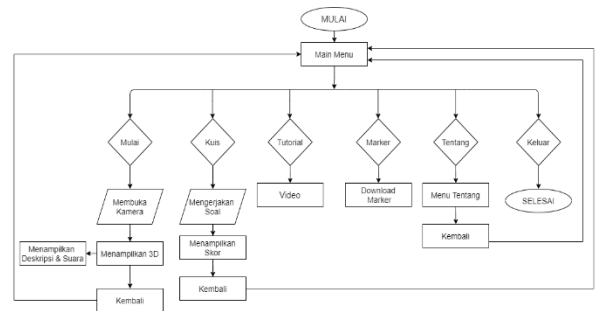 MULAI
Main Menu
Mulai
Kuis
Tutorial
Marker
Tentang
Keluar
Membuka
Kamera
Mengerjakan
Soal
Video
Download
Marker
Menu Tentang
SELESAI
Menampilkan
Deskripsi & Suara
Menampilkan 3D
Menampilkan
Skor
Kembali
Kembali
Kembali